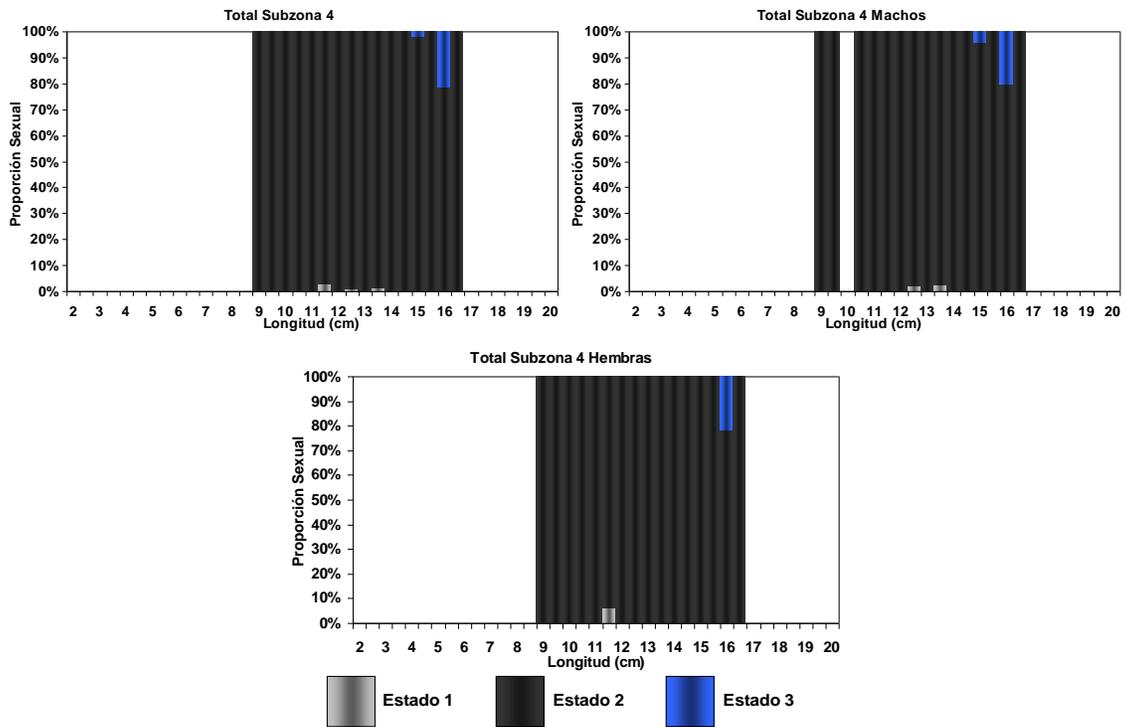 Total Subzona 4
Proporción Sexual
100%
90%
80%
70%
60%
50%
40%
30%
20%
10%
0%
2 3 4 5 6 7 8 9 10 11 12 13 14 15 16 17 18 19 20
Longitud (cm)
Total Subzona 4 Machos
Proporción Sexual
100%
90%
80%
70%
60%
50%
40%
30%
20%
10%
0%
2 3 4 5 6 7 8 9 10 11 12 13 14 15 16 17 18 19 20
Longitud (cm)
Total Subzona 4 Hembras
Proporción Sexual
100%
90%
80%
70%
60%
50%
40%
30%
20%
10%
0%
2 3 4 5 6 7 8 9 10 11 12 13 14 15 16 17 18 19 20
Longitud (cm)
Estado 1 Estado 2 Estado 3